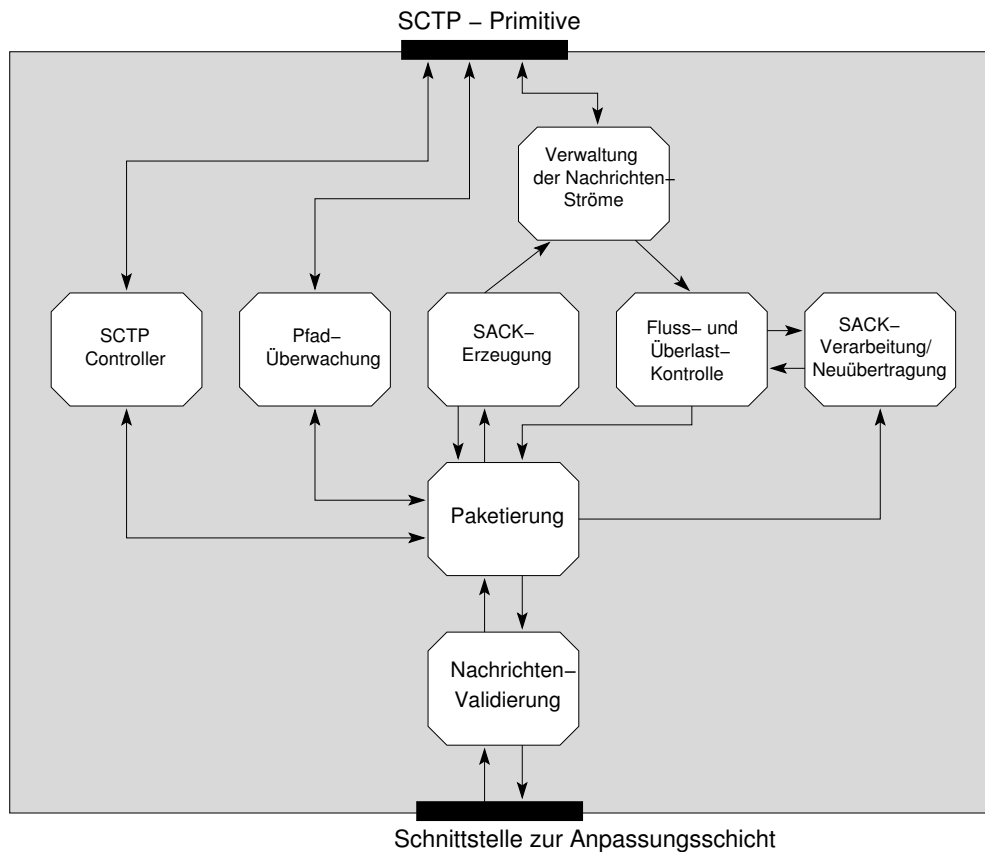 SCTP – Primitive
Verwaltung
der Nachrichten–
Ströme
SCTP
Controller
Pfad–
Überwachung
SACK–
Erzeugung
Fluss– und
Überlast–
Kontrolle
SACK–
Verarbeitung/
Neuübertragung
Paketierung
Nachrichten–
Validierung
Schnittstelle zur Anpassungsschicht